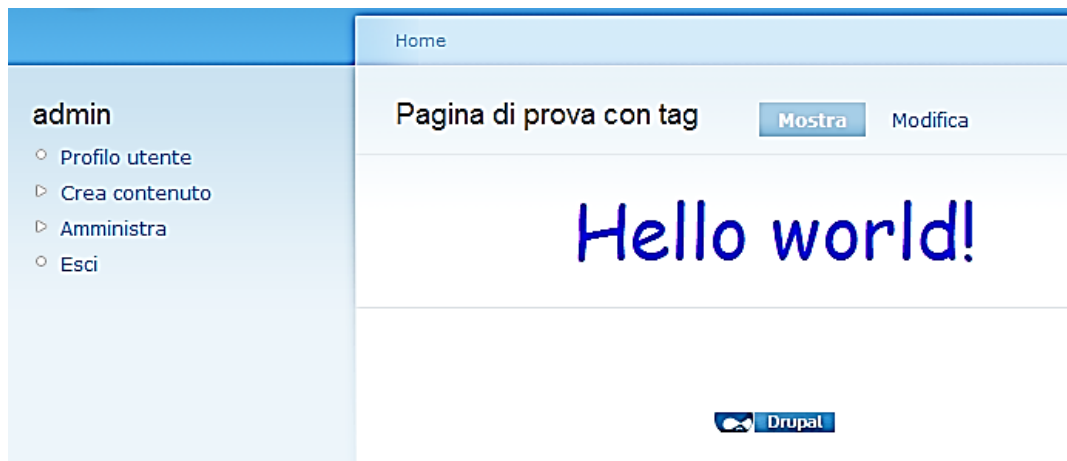 Home
admin
Profilo utente
Crea contenuto
Amministra
Esci
Pagina di prova con tag
Mostra
Modifica
Hello world!
Drupal